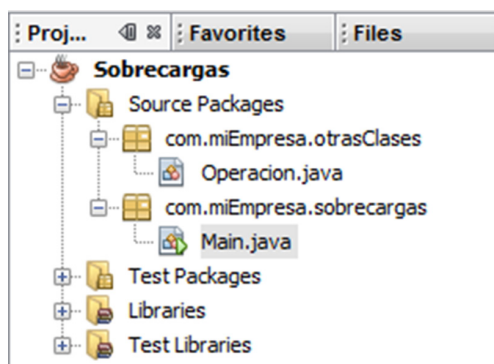 Proj... Favorites Files
Sobrecargas
Source Packages
com.miEmpresa.otrasClases
Operacion.java
com.miEmpresa.sobrecargas
Main.java
Test Packages
Libraries
Test Libraries